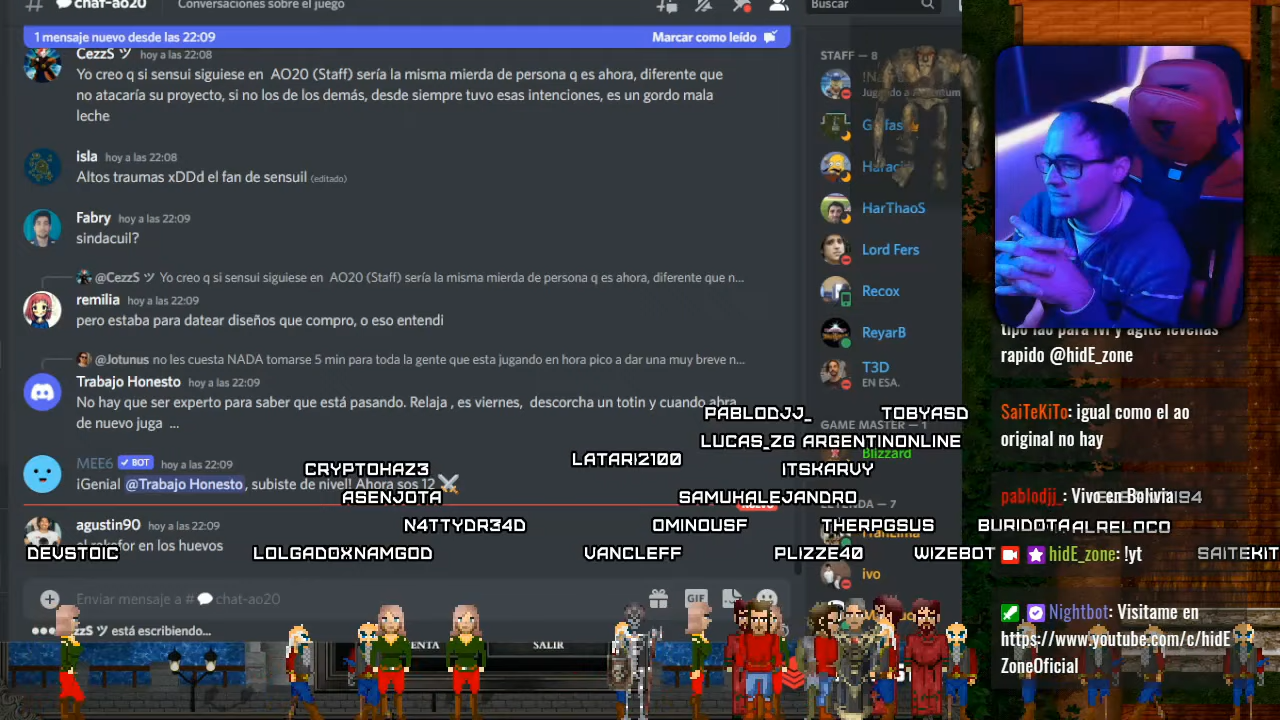 chat-ao20
Conversaciones sobre el juego
Buscar
1 mensaje nuevo desde las 22:09
Marcar como leído
CezzS ツ hoy a las 22:08
Yo creo q si sensui siguiese en AO20 (Staff) sería la misma mierda de persona q es ahora, diferente que
no atacaría su proyecto, si no los de los demás, desde siempre tuvo esas intenciones, es un gordo mala
leche
isla hoy a las 22:08
Altos traumas xDDd el fan de sensuil (editado)
Fabry hoy a las 22:09
sindacuil?
@CezzS ツ Yo creo q si sensui siguiese en AO20 (Staff) sería la misma mierda de persona q es ahora, diferente que n...
remilia hoy a las 22:09
pero estaba para datear diseños que compro, o eso entendi
@Jotunus no les cuesta NADA tomarse 5 min para toda la gente que esta jugando en hora pico a dar una muy breve n...
Trabajo Honesto hoy a las 22:09
No hay que ser experto para saber que está pasando. Relaja , es viernes, descorcha un totin y cuando abra
de nuevo juga ...
MEE6 ✓ BOT hoy a las 22:09
¡Genial @Trabajo Honesto, subiste de nivel! Ahora sos 12
agustin90 hoy a las 22:09
en los huevos
Enviar mensaje a # chat-ao20
GIF
está escribiendo...
STAFF — 8
HarThaoS
Lord Fers
Recox
ReyarB
T3D
EN ESA.
GAME MASTER — 1
Blizzard
ivo
PABLODJJ_
TOBYASD
LUCAS_ZG
ARGENTINONLINE
LATARI2100
CRYPTOHAZ3
ITSKARVY
ASENJOTA
SAMUHALEJANDRO
N4TTYDR34D
OMINOUSF
THERPGSUS
BURIDOTA
ALRELOCO
DEVSTOIC
LOLGADOXNAMGOD
VANCLEFF
PLIZZE40
WIZEBOT
SAITEKIT
SALIR
rapido @hidE_zone
SaiTeKiTo: igual como el ao
original no hay
pablodjj_: Vivo en Bolivia
hidE_zone: !yt
Nightbot: Visitame en
https://www.youtube.com/c/hidE
ZoneOficial